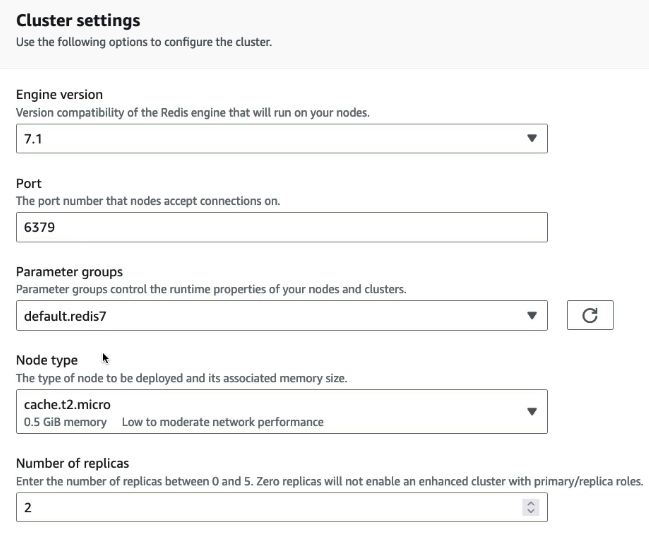 Cluster settings
Use the following options to configure the cluster.
Engine version
Version compatibility of the Redis engine that will run on your nodes.
7.1
Port
The port number that nodes accept connections on.
6379
Parameter groups
Parameter groups control the runtime properties of your nodes and clusters.
default.redis7
Node type
The type of node to be deployed and its associated memory size.
cache.t2.micro
0.5 GiB memory Low to moderate network performance
Number of replicas
Enter the number of replicas between 0 and 5. Zero replicas will not enable an enhanced cluster with primary/replica roles.
2